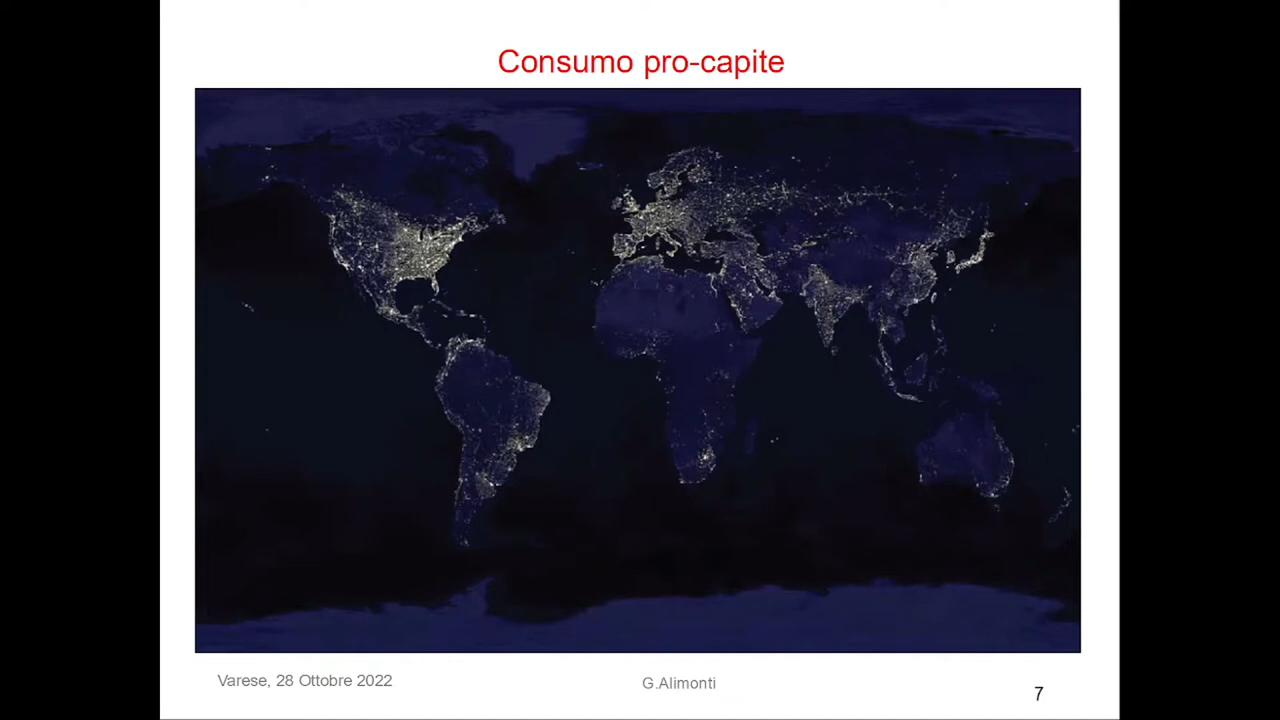 Consumo pro-capite
Varese, 28 Ottobre 2022
G.Alimonti
7